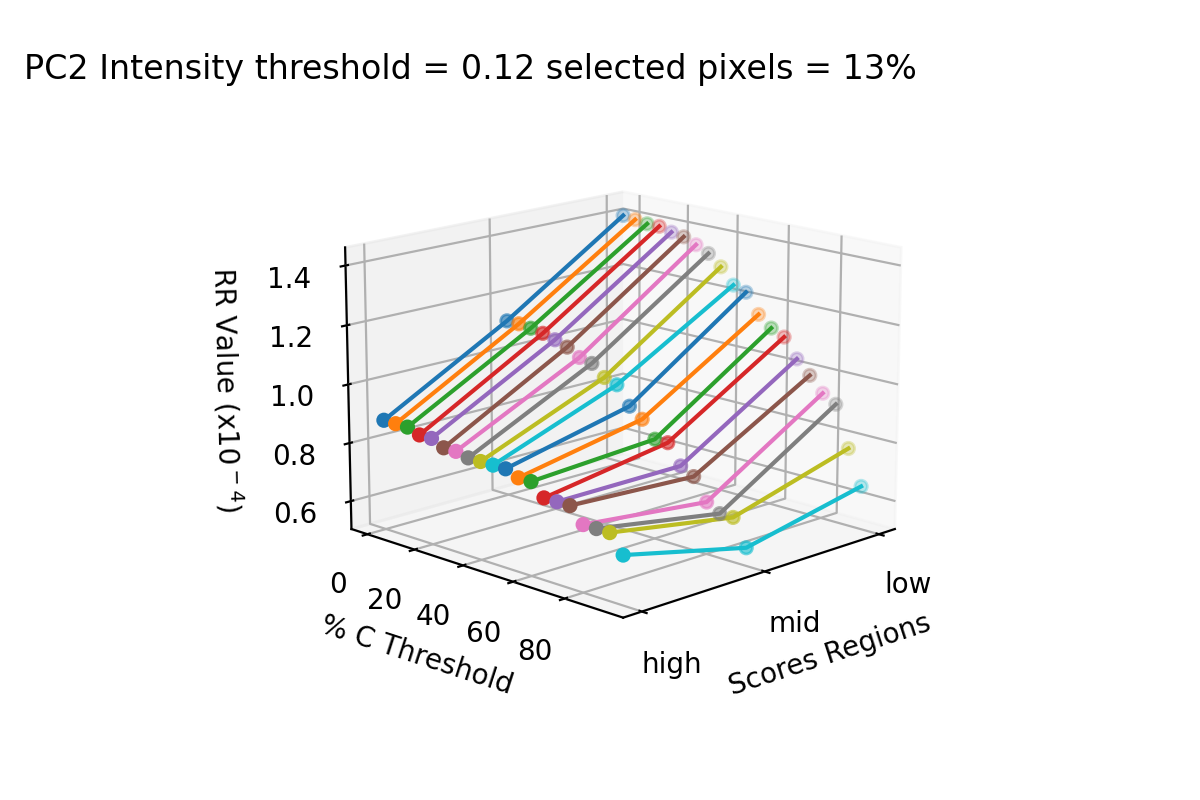 PC2 Intensity threshold = 0.12 selected pixels = 13%
RR Value (x10⁻⁴)
1.4
1.2
1.0
0.8
0.6
0
20
40
60
80
% C Threshold
high
mid
low
Scores Regions